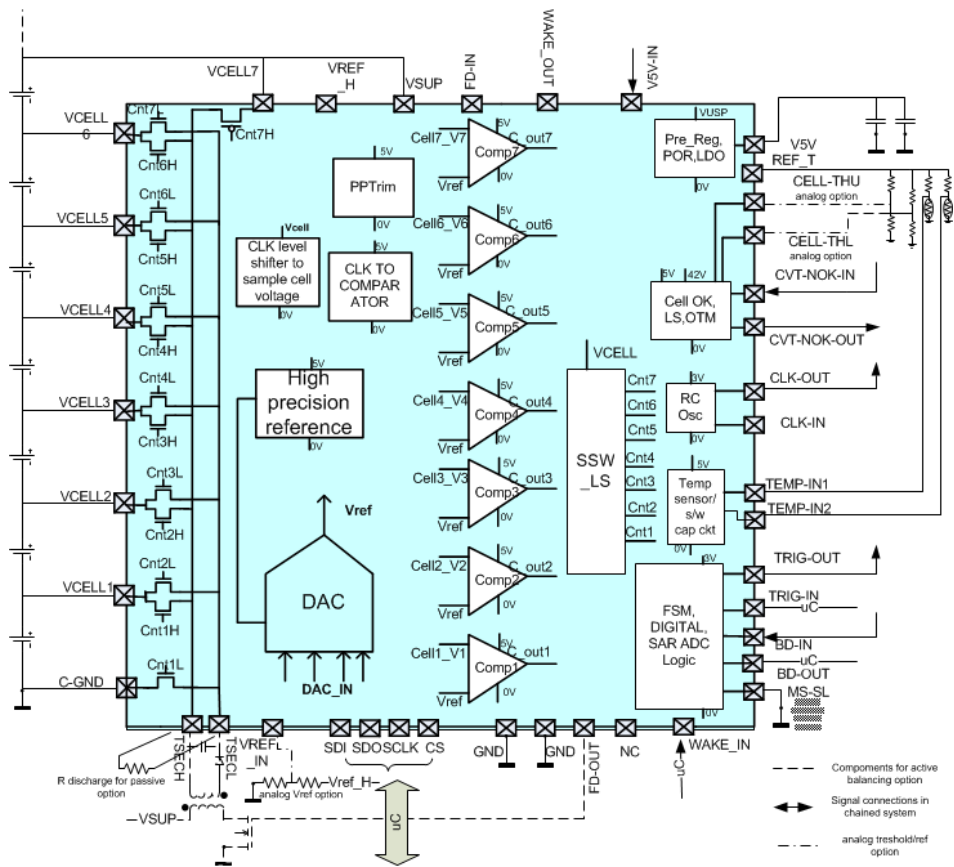 WAKE_OUT
V5V-IN
FD-IN
VREF
_H
VCELL7
VSUP
VCELL
6
Cnt7L
Cnt7H
Cnt6H
Cell7_V7
5V
C_out7
Comp7
Vref
0V
VUSP
Pre_Reg,
POR,LDO
0V
V5V
REF_T
5V
PPTrim
0V
CELL-THU
analog option
VCELL5
Cnt6L
Cnt5H
Vcell
CLK level
shifter to
sample cell
voltage
0V
5V
CLK TO
COMPAR
ATOR
0V
Cell6_V6
5V
C_out6
Comp6
Vref
0V
CELL-THL
analog option
5V
42V
Cell OK,
LS,OTM
0V
CVT-NOK-IN
CVT-NOK-OUT
VCELL4
Cnt5L
Cnt4H
Cell5_V5
5V
C_out5
Comp5
Vref
0V
VCELL
SSW
_LS
Cnt7
Cnt6
Cnt5
Cnt4
Cnt3
Cnt2
Cnt1
3V
RC
Osc
0V
CLK-OUT
CLK-IN
VCELL3
Cnt4L
Cnt3H
5V
High
precision
reference
0V
Cell4_V4
5V
C_out4
Comp4
Vref
0V
VCELL2
Cnt3L
Cnt2H
Vref
Cell3_V3
5V
C_out3
Comp3
Vref
0V
5V
Temp
sensor/
s/w
cap ckt
0V
TEMP-IN1
TEMP-IN2
VCELL1
Cnt2L
Cnt1H
DAC
DAC_IN
Cell2_V2
5V
C_out2
Comp2
Vref
0V
3V
FSM,
DIGITAL,
SAR ADC
Logic
0V
TRIG-OUT
TRIG-IN
uC
BD-IN
uC
BD-OUT
MS-SL
C-GND
Cnt1L
Cell1_V1
5V
C_out1
Comp1
Vref
0V
TSECH
TSECL
VREFL
_IN
SDI
SDO
SCLK
CS
GND
GND
FD-OUT
NC
WAKE_IN
uC
R discharge for passive
option
Vref_H
analog Vref option
VSUP
uC
Components for active
balancing option
Signal connections in
chained system
analog treshold/ref
option